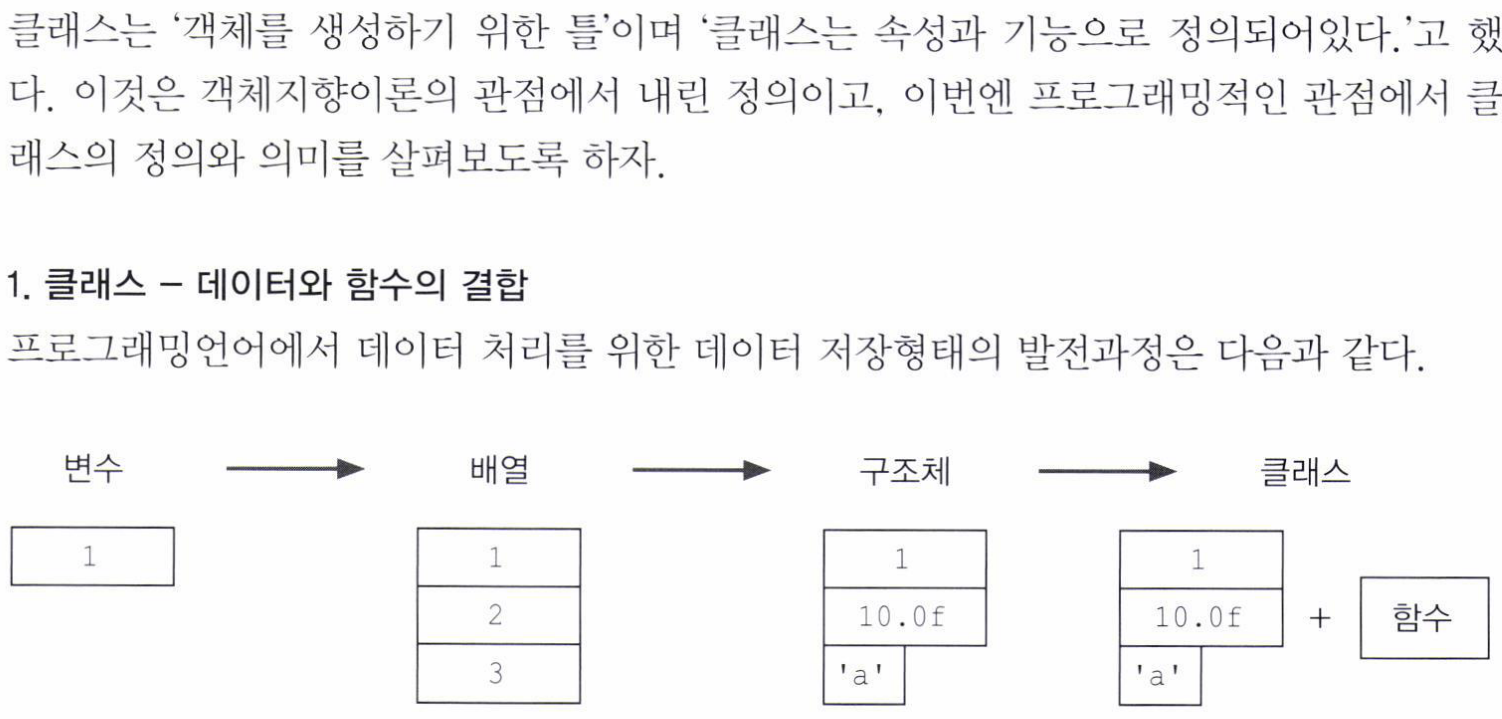 클래스는 ‘객체를 생성하기 위한 틀’이며 ‘클래스는 속성과 기능으로 정의되어있다.’고 했
다. 이것은 객체지향이론의 관점에서 내린 정의이고, 이번엔 프로그래밍적인 관점에서 클
래스의 정의와 의미를 살펴보도록 하자.
1. 클래스 – 데이터와 함수의 결합
프로그래밍언어에서 데이터 처리를 위한 데이터 저장형태의 발전과정은 다음과 같다.
변수 배열 구조체 클래스
1 1 1 1
2 10.0f 10.0f + 함수
3 'a' 'a'